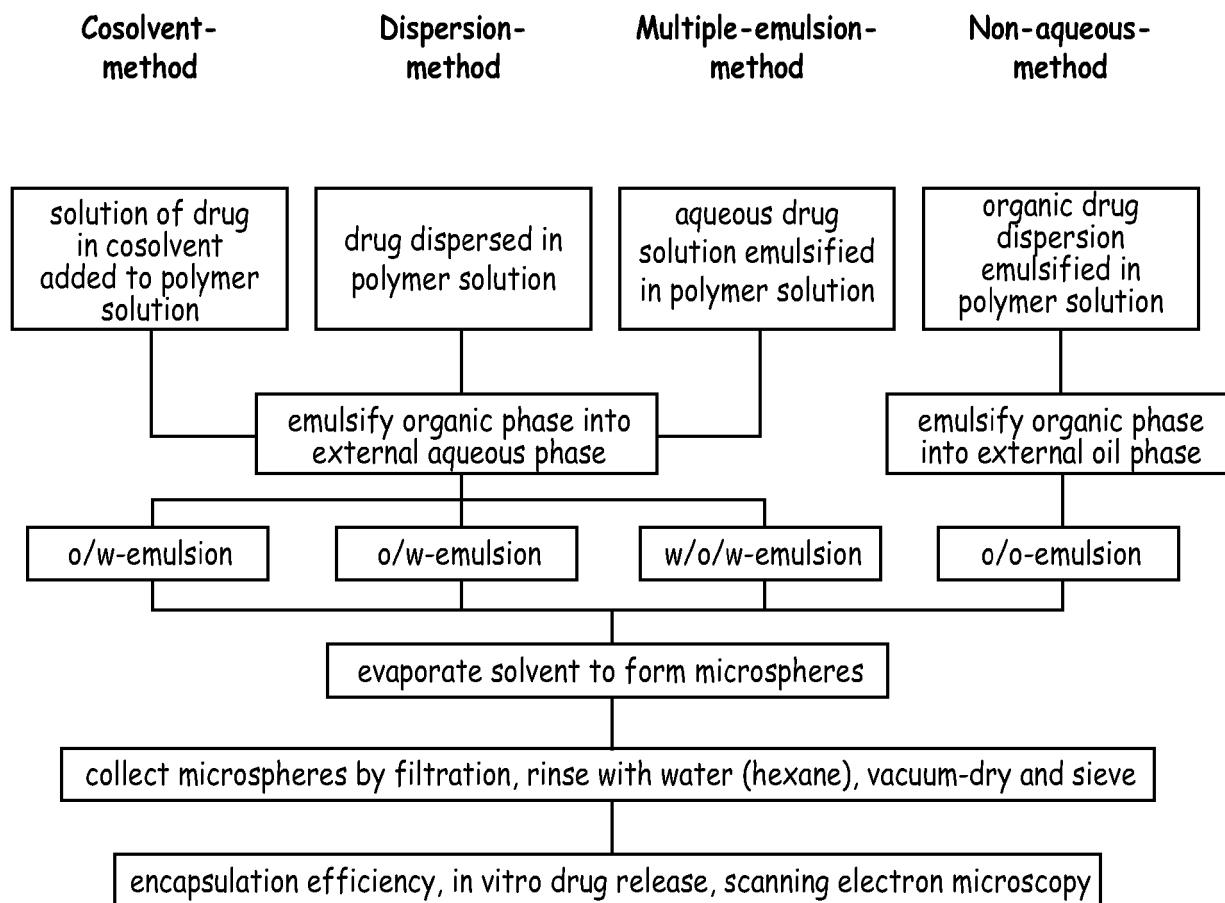 Cosolvent-
method
Dispersion-
method
Multiple-emulsion-
method
Non-aqueous-
method
solution of drug
in cosolvent
added to polymer
solution
drug dispersed in
polymer solution
aqueous drug
solution emulsified
in polymer solution
organic drug
dispersion
emulsified in
polymer solution
emulsify organic phase into
external aqueous phase
emulsify organic phase
into external oil phase
o/w-emulsion
o/w-emulsion
w/o/w-emulsion
o/o-emulsion
evaporate solvent to form microspheres
collect microspheres by filtration, rinse with water (hexane), vacuum-dry and sieve
encapsulation efficiency, in vitro drug release, scanning electron microscopy